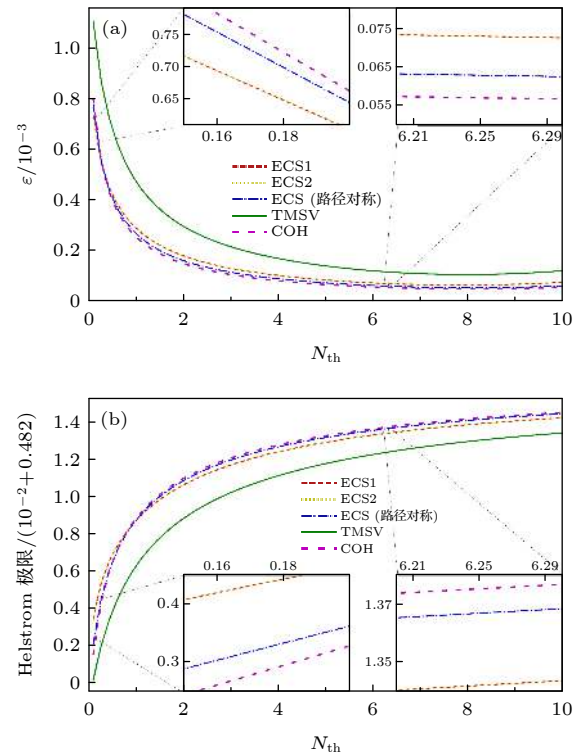 (a)
1.0
0.8
0.6
0.4
0.2
0
ε/10⁻³
0.75
0.70
0.65
0.16
0.18
0.075
0.065
0.055
6.21
6.25
6.29
ECS1
ECS2
ECS (路径对称)
TMSV
COH
0 2 4 6 8 10
N_th
(b)
1.4
1.2
1.0
0.8
0.6
0.4
0.2
0
Helstrom 极限/(10⁻²+0.482)
ECS1
ECS2
ECS (路径对称)
TMSV
COH
0.16 0.18 0.20
0.4
0.3
6.21 6.25 6.29
1.37
1.35
0 2 4 6 8 10
N_th